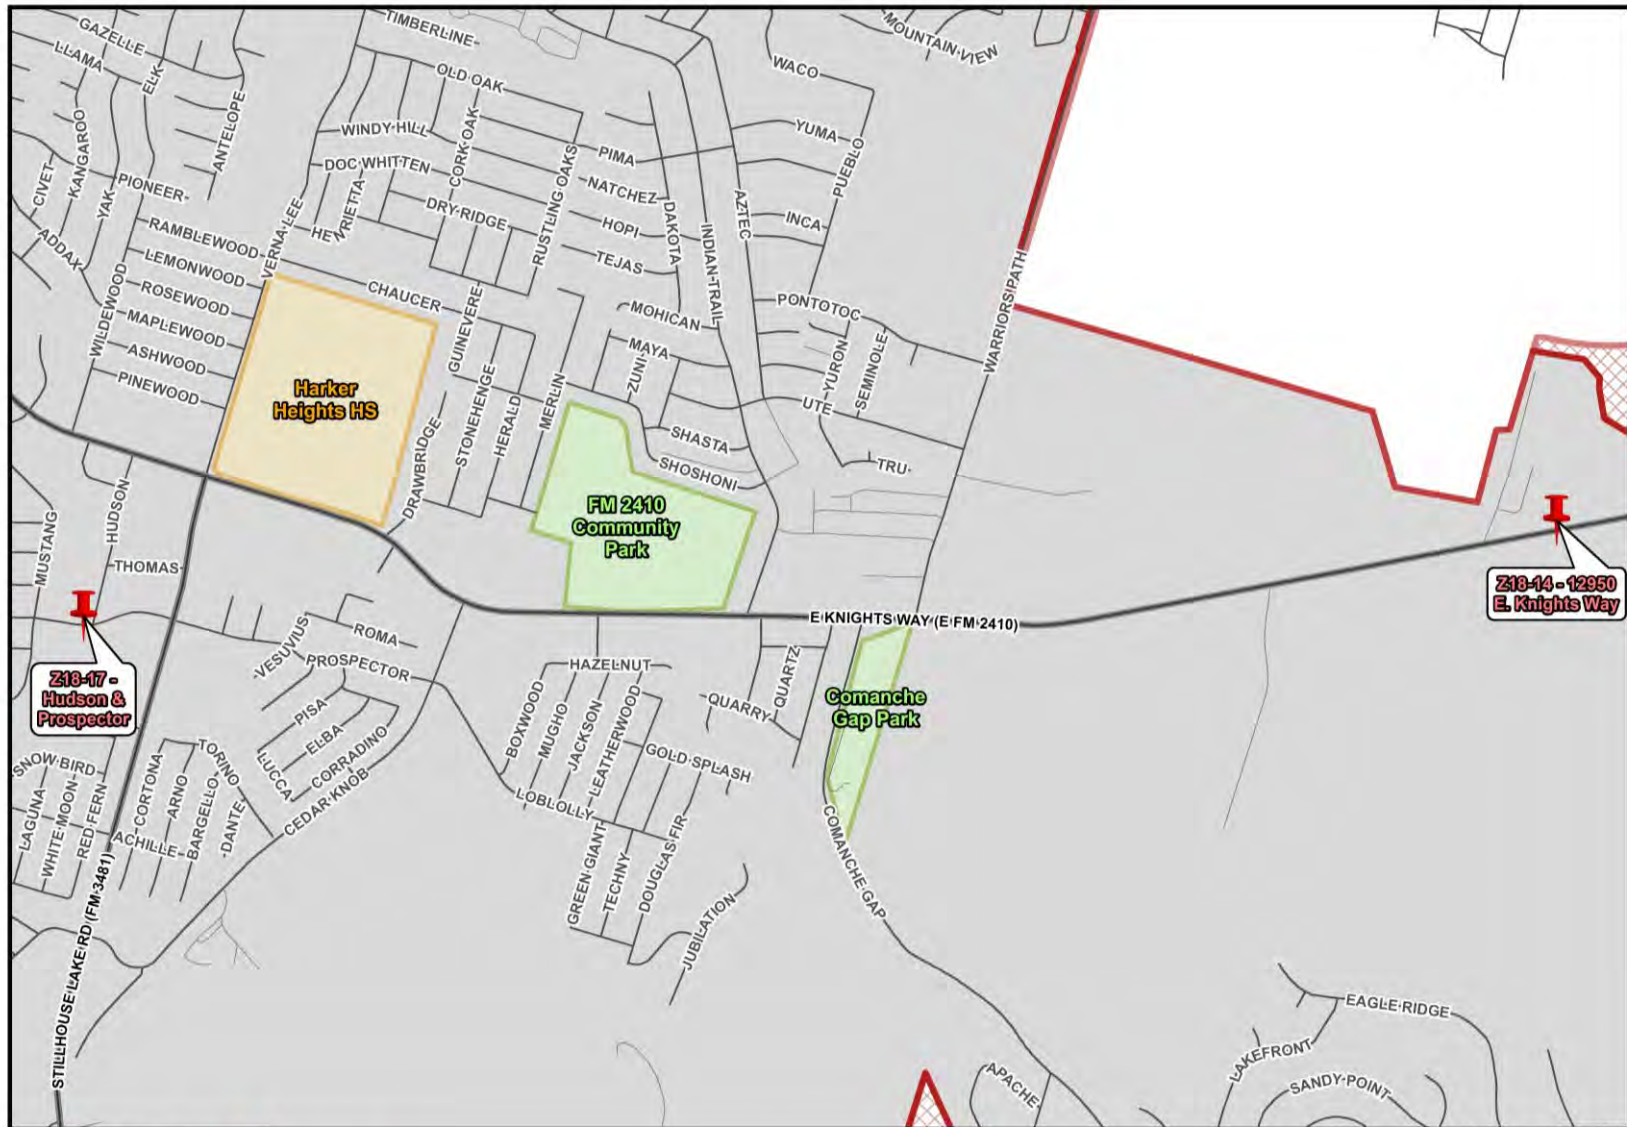 TIMBERLINE
MOUNTAIN VIEW
GAZELLE
LLAMA
ELK
ANTELOPE
OLD OAK
WACO
KANGAROO
WINDY HILL
CORK OAK
YUMA
DOC WHITTEN
PIMA
PUEBLO
CIVET
PIONEER
YAK
HENRIETTA
NATCHEZ
RUSTLING OAKS
DRY RIDGE
AZTEC
DAKOTA
INCA
HOPI
INDIAN TRAIL
ADDAX
RAMBLEWOOD
VERNA LEE
LEMONWOOD
TEJAS
WARRIORS PATH
ROSEWOOD
CHAUCER
GUINEVERE
MOHICAN
PONTOTOC
WILDEWOOD
MAPLEWOOD
MAYA
ASHWOOD
PINEWOOD
ZUNI
YURON
SEMINOLE
Harker
Heights HS
STONEHENGE
HERALD
MERLIN
UTE
DRAWBRIDGE
SHASTA
SHOSHONI
TRU
FM 2410
Community
Park
HUDSON
MUSTANG
THOMAS
Z18-14 - 12950
E. Knights Way
E KNIGHTS WAY (E FM 2410)
Z18-17 -
Hudson &
Prospector
VESUVIUS
ROMA
PROSPECTOR
HAZELNUT
QUARTZ
QUARRY
Comanche
Gap Park
PISA
ELBA
CORRADINO
LUCCA
CEDAR KNOB
BOXWOOD
MUGHO
JACKSON
LEATHERWOOD
GOLD SPLASH
LOBLOLLY
SNOW BIRD
LAGUNA
WHITE MOON
RED FERN
CORTONA
ARNO
TORINO
BARGELLO
DANTE
ACHILLE
GREEN GIANT
TECHNY
DOUGLAS FIR
COMANCHE GAP
JUBILATION
STILLHOUSE LAKE RD (FM 3481)
EAGLE RIDGE
LAKEFRONT
SANDY POINT
APACHE